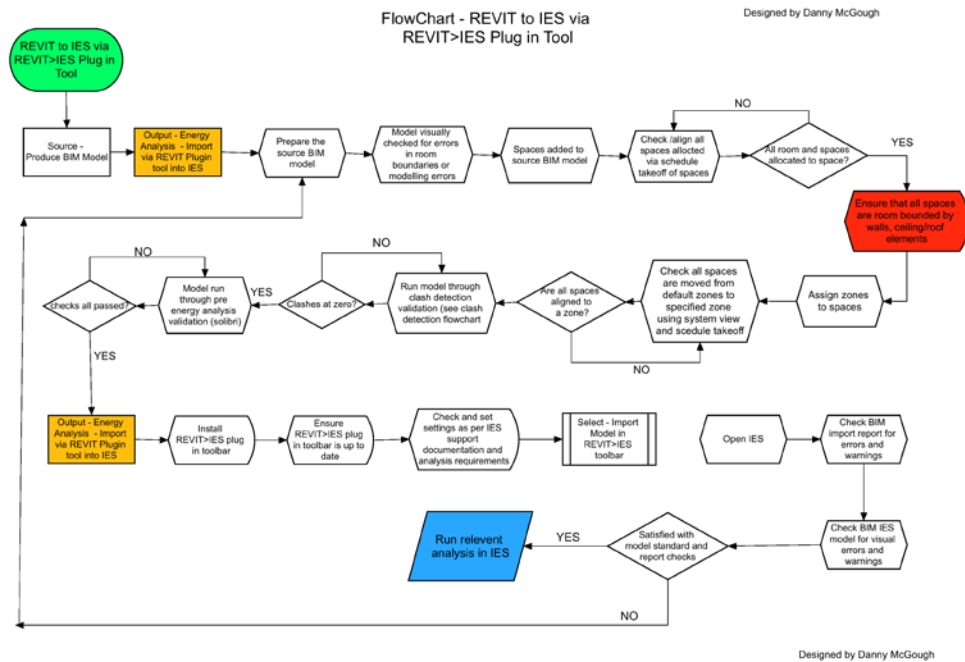 FlowChart - REVIT to IES via
REVIT>IES Plug in Tool
Designed by Danny McGough
REVIT to IES via
REVIT>IES Plug in
Tool
Source -
Produce BIM Model
Output - Energy
Analysis - Import
via REVIT Plugin
tool into IES
Prepare the
source BIM
model
Model visually
checked for errors
in room
boundaries or
modelling errors
Spaces added to
source BIM model
Check /align all
spaces allocted
via schedule
takeoff of spaces
NO
All room and spaces
allocated to space?
YES
Ensure that all spaces
are room bounded by
walls, ceiling/roof
elements
Assign zones
to spaces
Check all spaces
are moved from
default zones to
specified zone
using system view
and scedule takeoff
Are all spaces
aligned to
a zone?
NO
Run model through
clash detection
validation (see clash
detection flowchart
NO
Clashes at zero?
YES
Model run
through pre
energy analysis
validation (solibri)
NO
checks all passed?
YES
Output - Energy
Analysis - Import
via REVIT Plugin
tool into IES
Install
REVIT>IES plug
in toolbar
Ensure
REVIT>IES plug
in toolbar is up to
date
Check and set
settings as per IES
support
documentation and
analysis requirements
Select - Import
Model in
REVIT>IES
toolbar
Open IES
Check BIM
import report for
errors and
warnings
Check BIM IES
model for
visual errors
and warnings
Satisfied with
model standard and
report checks
YES
Run relevent
analysis in IES
NO
Designed by Danny McGough